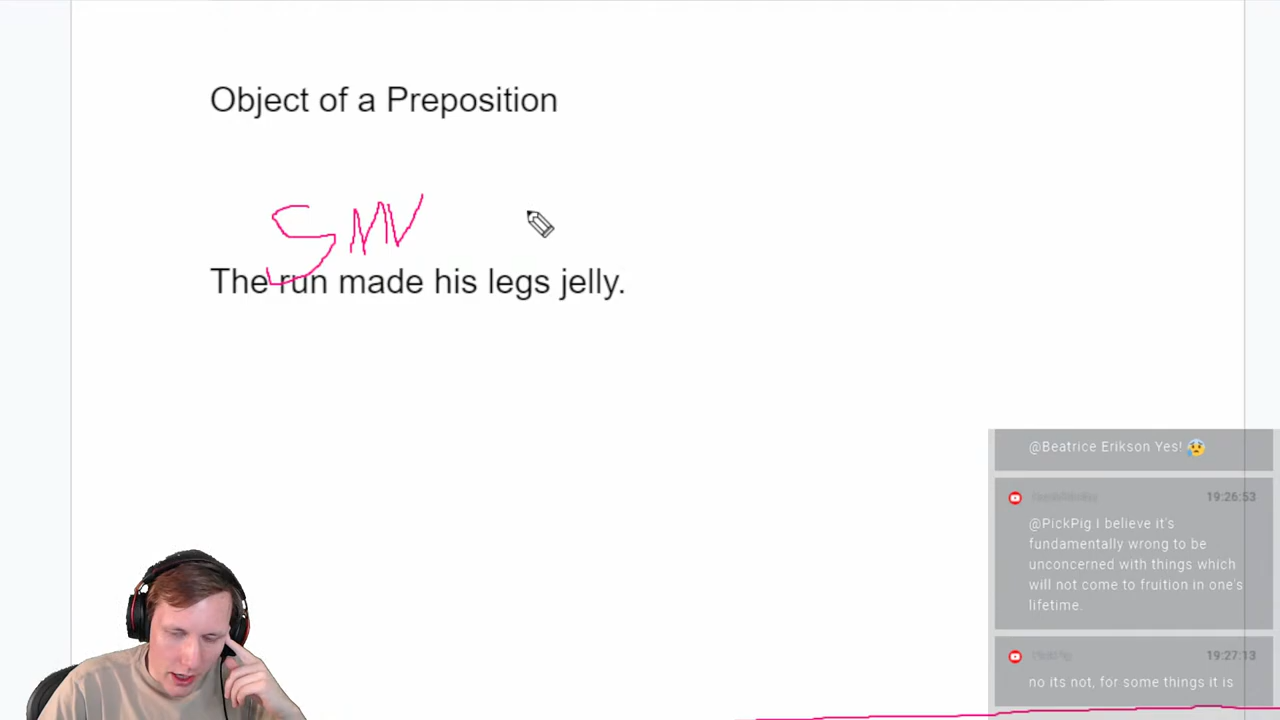 Object of a Preposition
S MV
The run made his legs jelly.
@Beatrice Erikson Yes! 😰
19:26:53
@PickPig I believe it's
fundamentally wrong to be
unconcerned with things which
will not come to fruition in one's
lifetime.
19:27:13
no its not, for some things it is